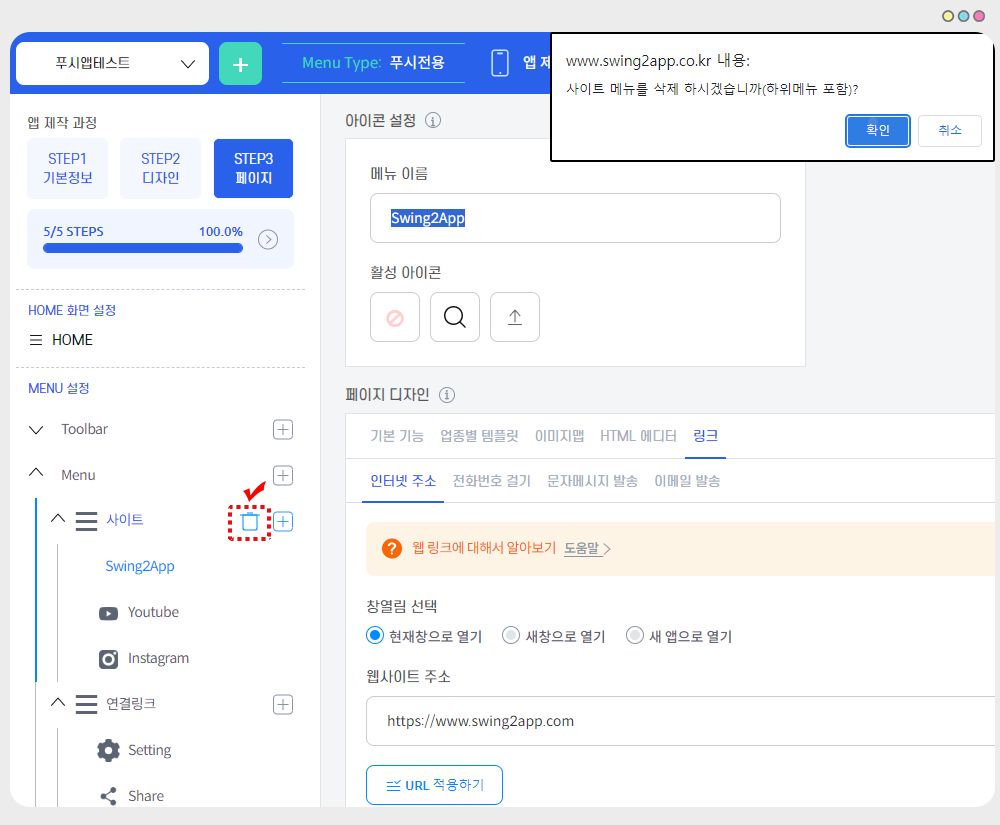 푸시앱테스트
+
Menu Type: 푸시전용
앱 제
www.swing2app.co.kr 내용:
사이트 메뉴를 삭제 하시겠습니까(하위메뉴 포함)?
확인
취소
앱 제작 과정
STEP1
기본정보
STEP2
디자인
STEP3
페이지
5/5 STEPS
100.0%
HOME 화면 설정
HOME
MENU 설정
Toolbar
Menu
사이트
Swing2App
Youtube
Instagram
연결링크
Setting
Share
아이콘 설정
메뉴 이름
Swing2App
활성 아이콘
페이지 디자인
기본 기능 업종별 템플릿 이미지맵 HTML 에디터 링크
인터넷 주소 전화번호 걸기 문자메시지 발송 이메일 발송
? 웹 링크에 대해서 알아보기 도움말
창열림 선택
현재창으로 열기 새창으로 열기 새 앱으로 열기
웹사이트 주소
https://www.swing2app.com
URL 적용하기